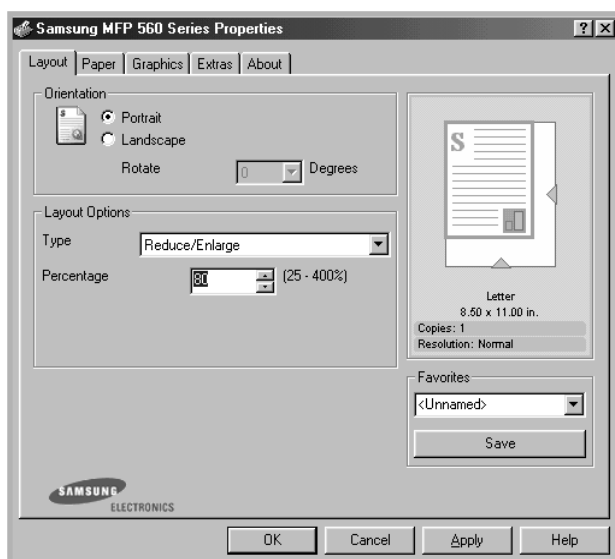 Samsung MFP 560 Series Properties
Layout Paper Graphics Extras About
Orientation
Portrait
Landscape
Rotate 0 Degrees
Layout Options
Type Reduce/Enlarge
Percentage 80 (25 - 400%)
S
S
Letter
8.50 x 11.00 in.
Copies: 1
Resolution: Normal
Favorites
<Unnamed>
Save
SAMSUNG
ELECTRONICS
OK Cancel Apply Help